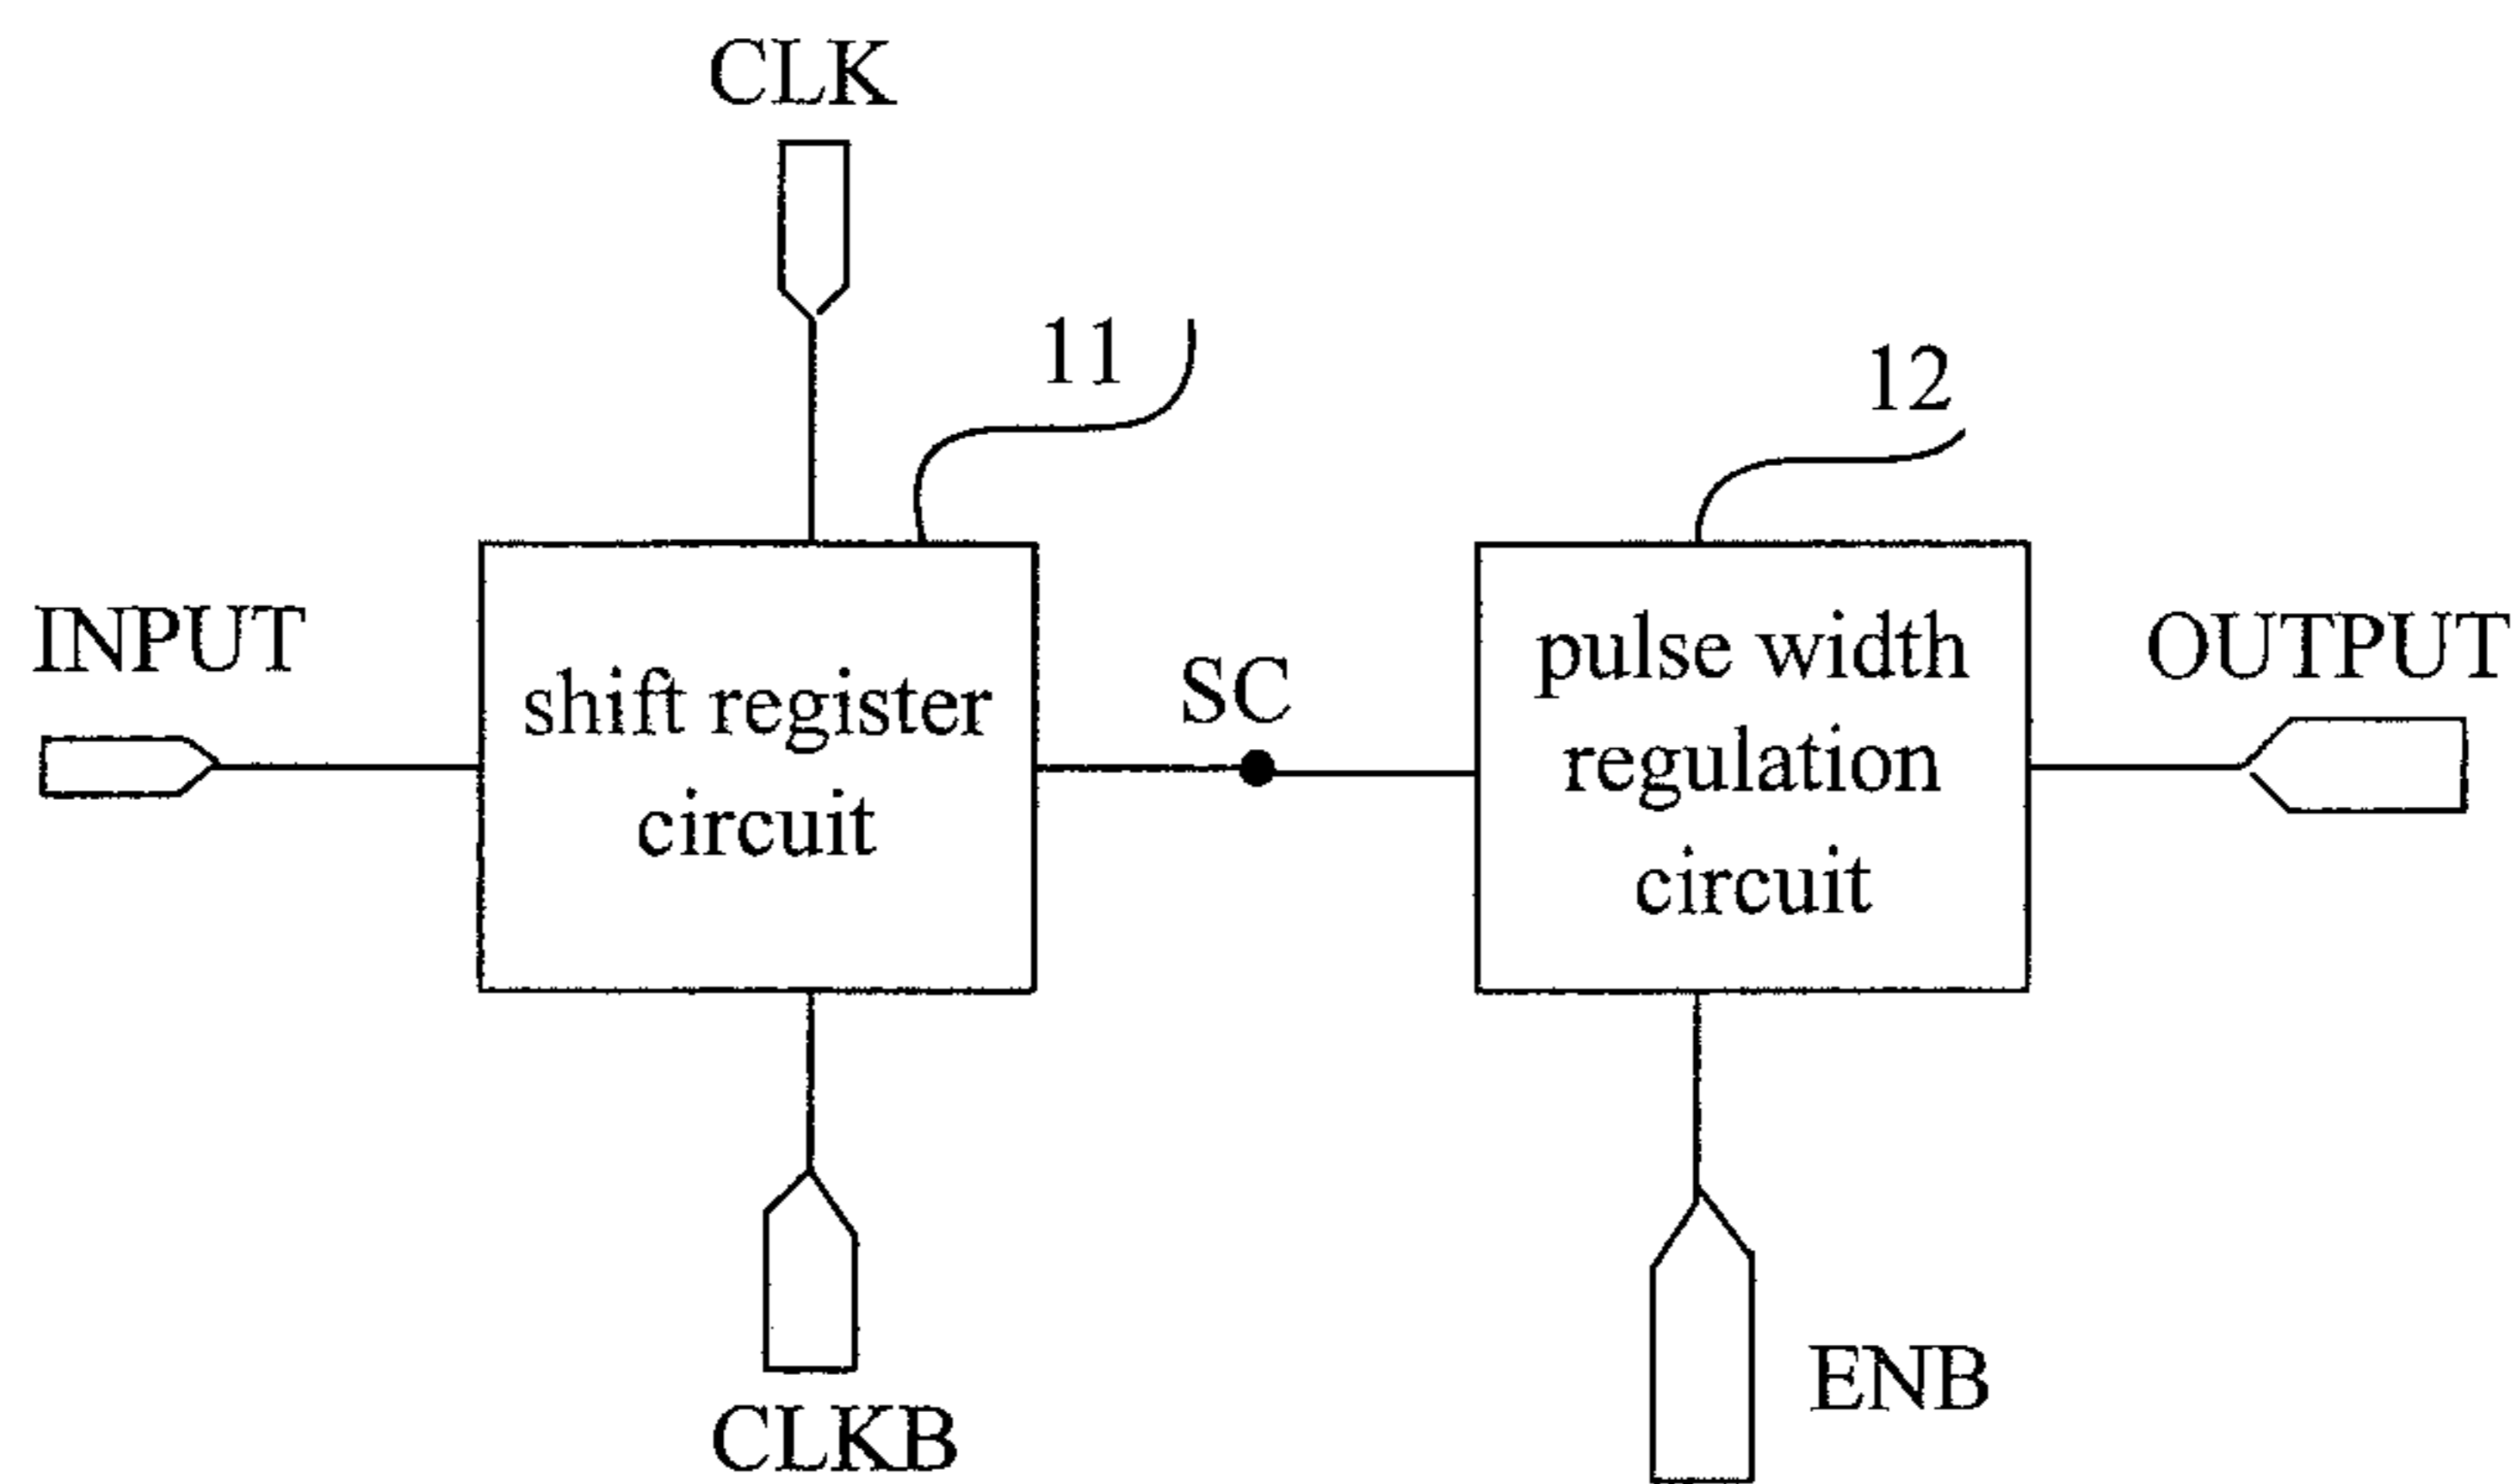 CLK
11
12
INPUT
shift register
circuit
SC
pulse width
regulation
circuit
OUTPUT
CLKB
ENB